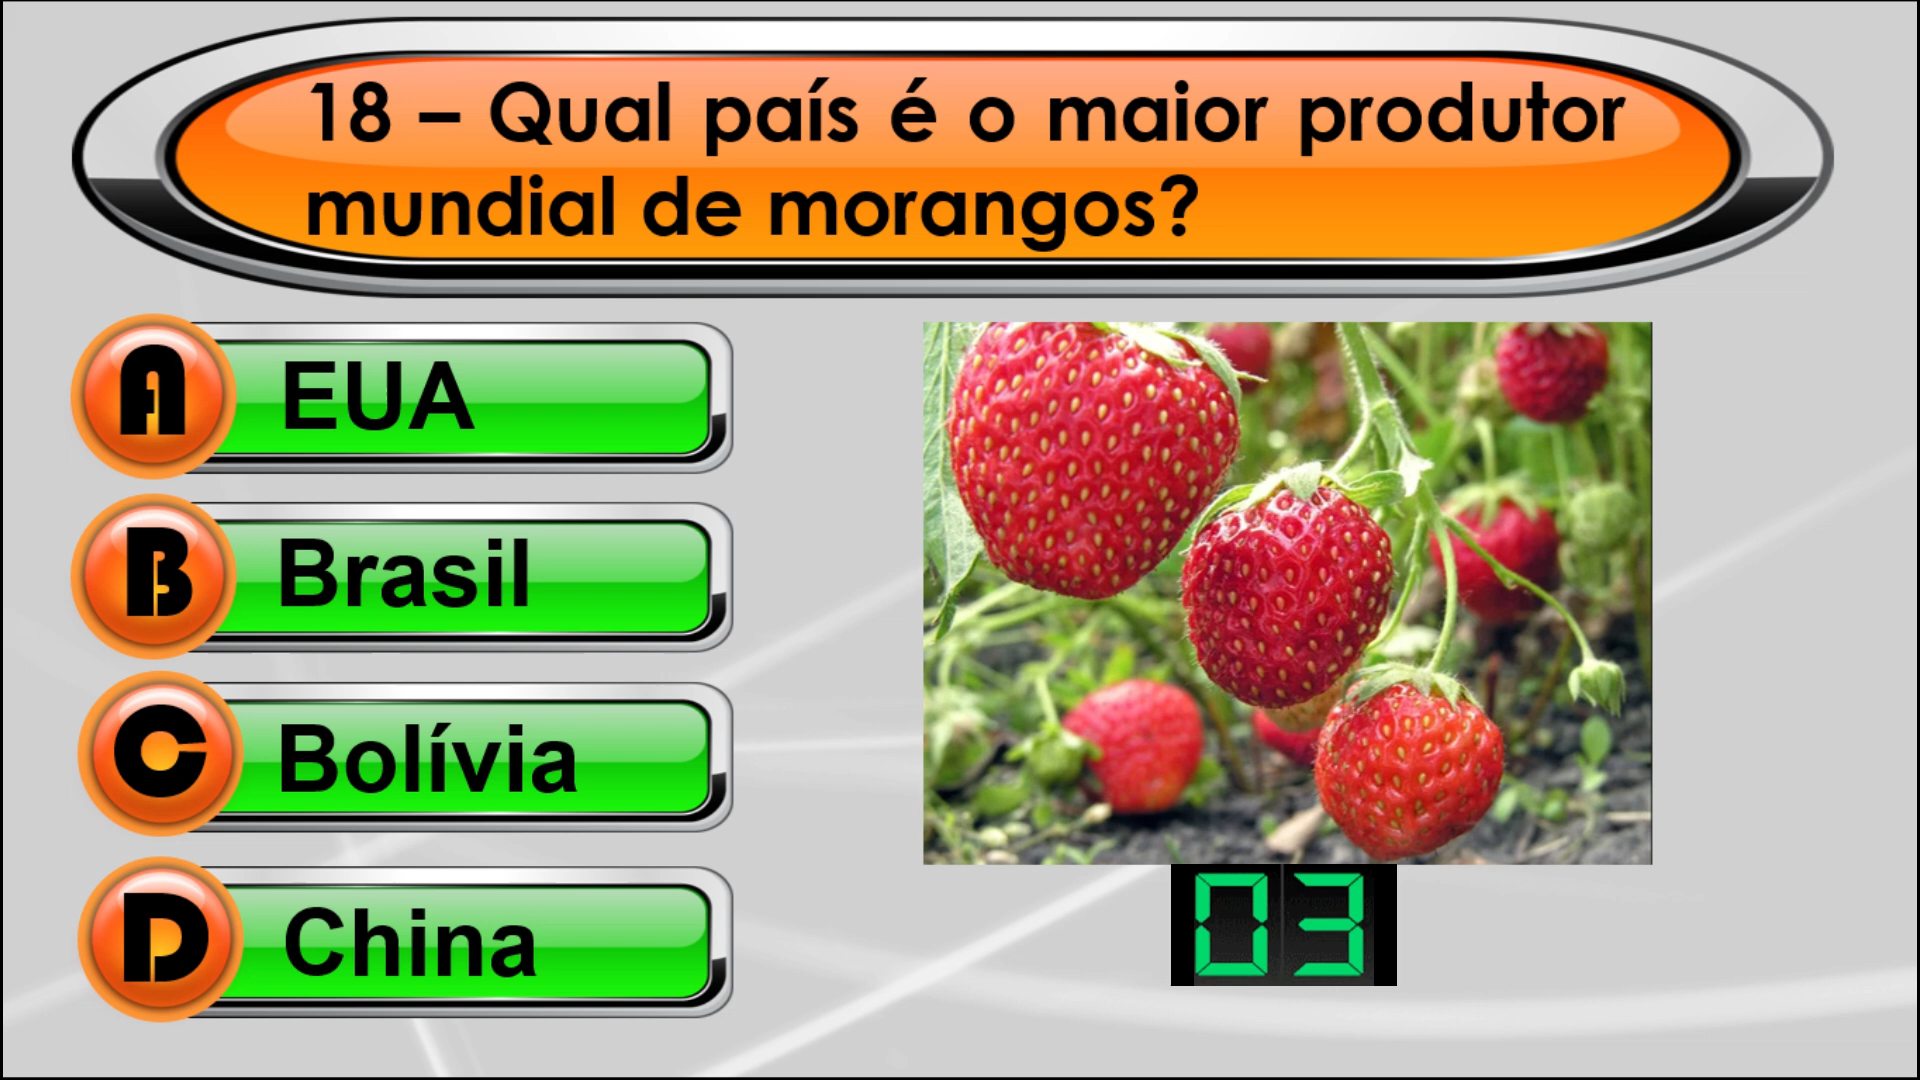 18 – Qual país é o maior produtor
mundial de morangos?
A EUA
B Brasil
C Bolívia
D China
03